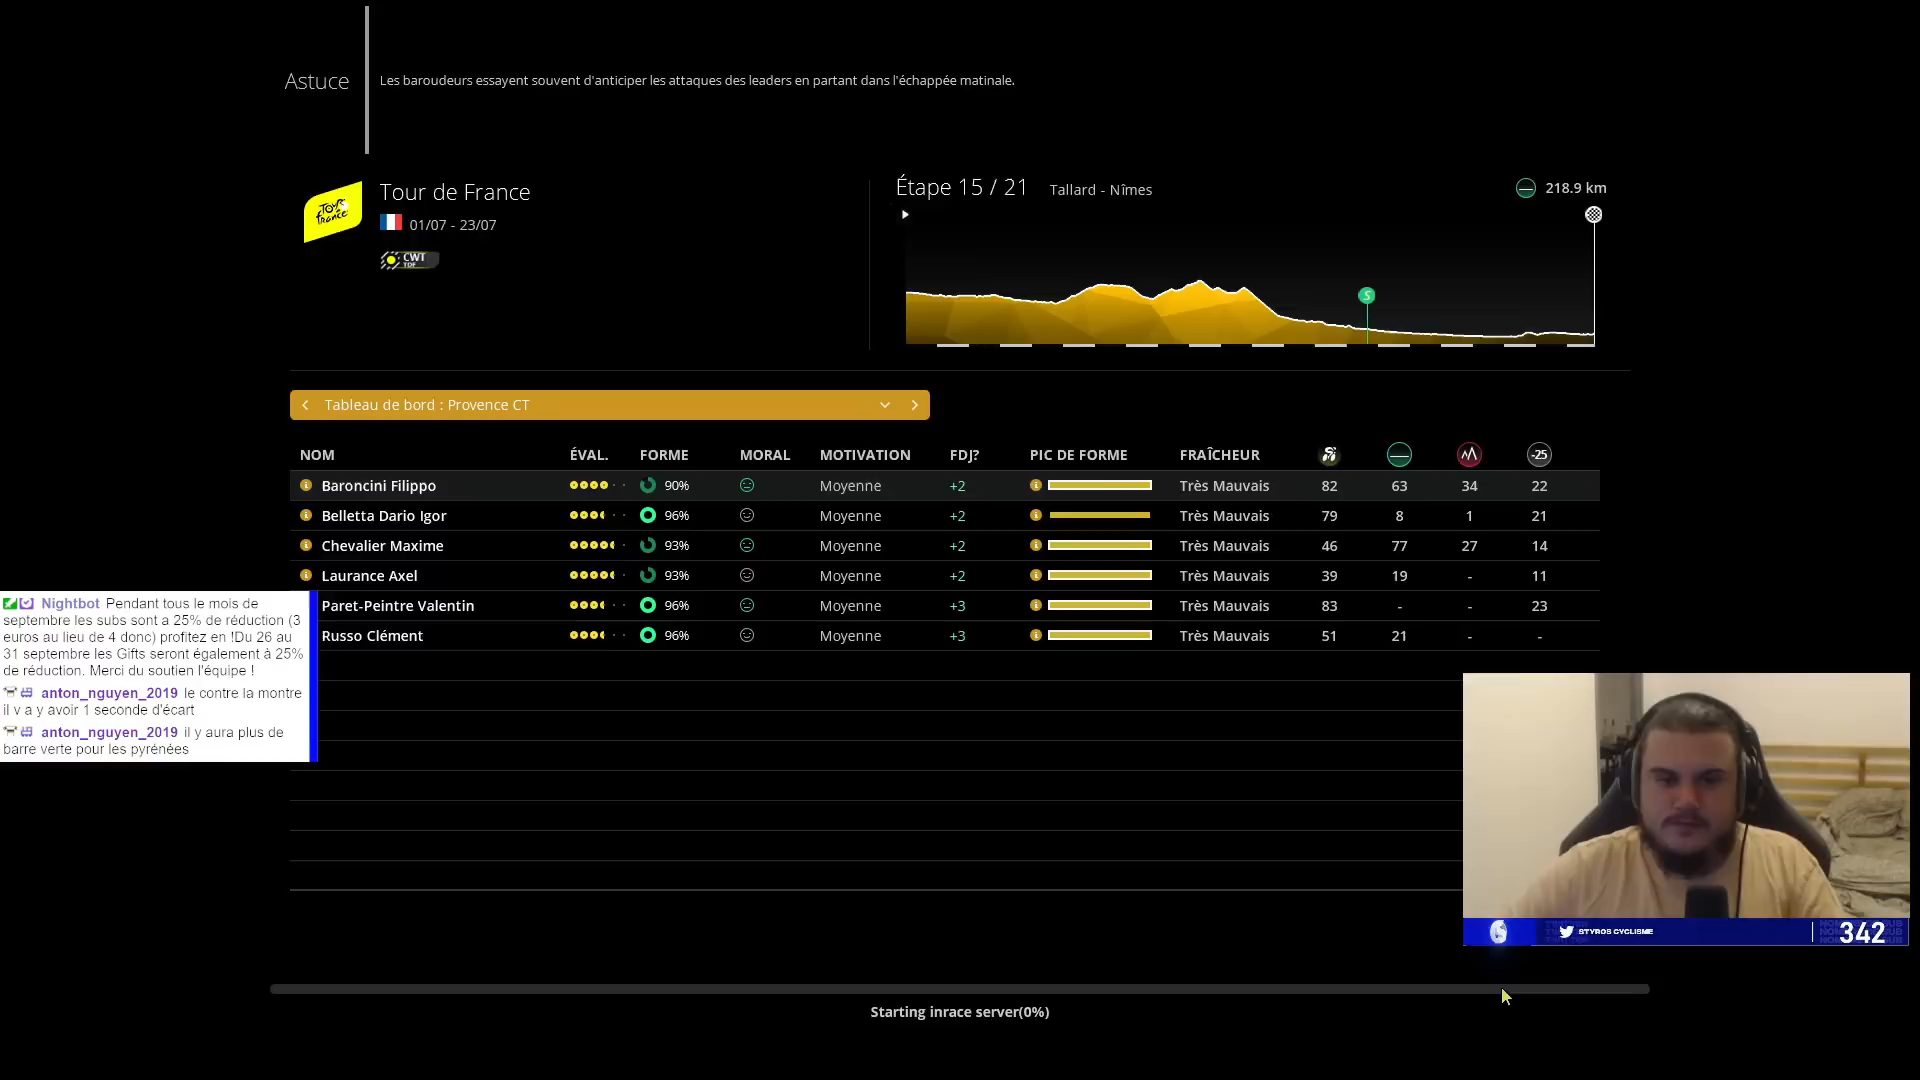 Astuce
Les baroudeurs essayent souvent d'anticiper les attaques des leaders en partant dans l'échappée matinale.
Tour de France
01/07 - 23/07
CWT
TDF
Étape 15 / 21
Tallard - Nîmes
218.9 km
S
Tableau de bord : Provence CT
NOM ÉVAL. FORME MORAL MOTIVATION FDJ? PIC DE FORME FRAÎCHEUR -25
Baroncini Filippo 90% Moyenne +2 Très Mauvais 82 63 34 22
Belletta Dario Igor 96% Moyenne +2 Très Mauvais 79 8 1 21
Chevalier Maxime 93% Moyenne +2 Très Mauvais 46 77 27 14
Laurance Axel 93% Moyenne +2 Très Mauvais 39 19 - 11
Paret-Peintre Valentin 96% Moyenne +3 Très Mauvais 83 - - 23
Russo Clément 96% Moyenne +3 Très Mauvais 51 21 - -
Nightbot Pendant tous le mois de
septembre les subs sont a 25% de réduction (3
euros au lieu de 4 donc) profitez en !Du 26 au
31 septembre les Gifts seront également à 25%
de réduction. Merci du soutien l'équipe !
anton_nguyen_2019 le contre la montre
il v a y avoir 1 seconde d'écart
anton_nguyen_2019 il y aura plus de
barre verte pour les pyrénées
STYROS CYCLISME
342
Starting inrace server(0%)